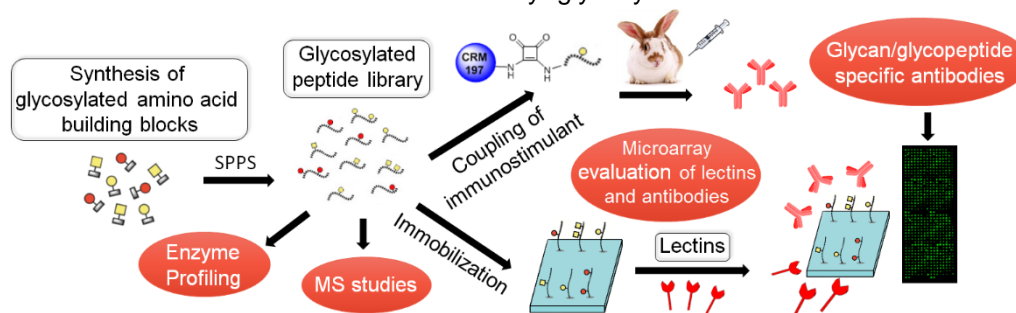 Synthesis of
glycosylated amino acid
building blocks
SPPS
Glycosylated
peptide library
CRM
197
O
O
N
H
N
H
Coupling of
immunostimulant
Glycan/glycopeptide
specific antibodies
Microarray
evaluation of lectins
and antibodies
Enzyme
Profiling
MS studies
Immobilization
Lectins